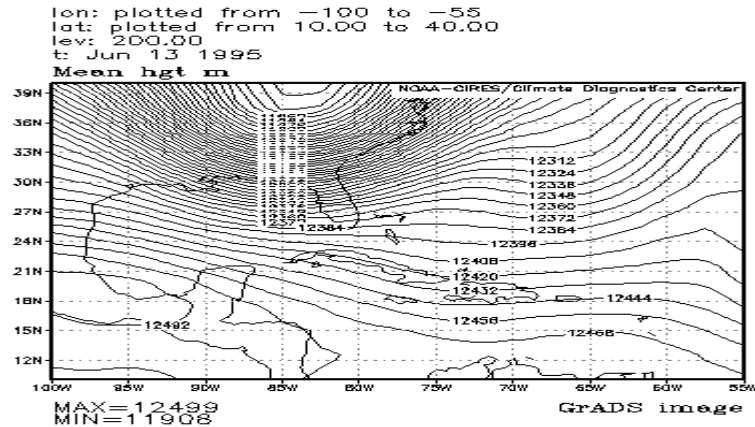 lon: plotted from -100 to -55
lat: plotted from 10.00 to 40.00
lev: 200.00
t: Jun 13 1995
Mean hgt m
NOAA-CIRES/Climate Diagnostics Center
39N
36N
33N
12312
12324
30N
12336
12348
12360
27N
12372
12384
12384
24N
12396
12408
21N
12420
12432
18N
12444
12492
12456
15N
12468
12N
100W 95W 90W 85W 80W 75W 70W 65W 60W 55W
MAX=12499
MIN=11908
GrADS image